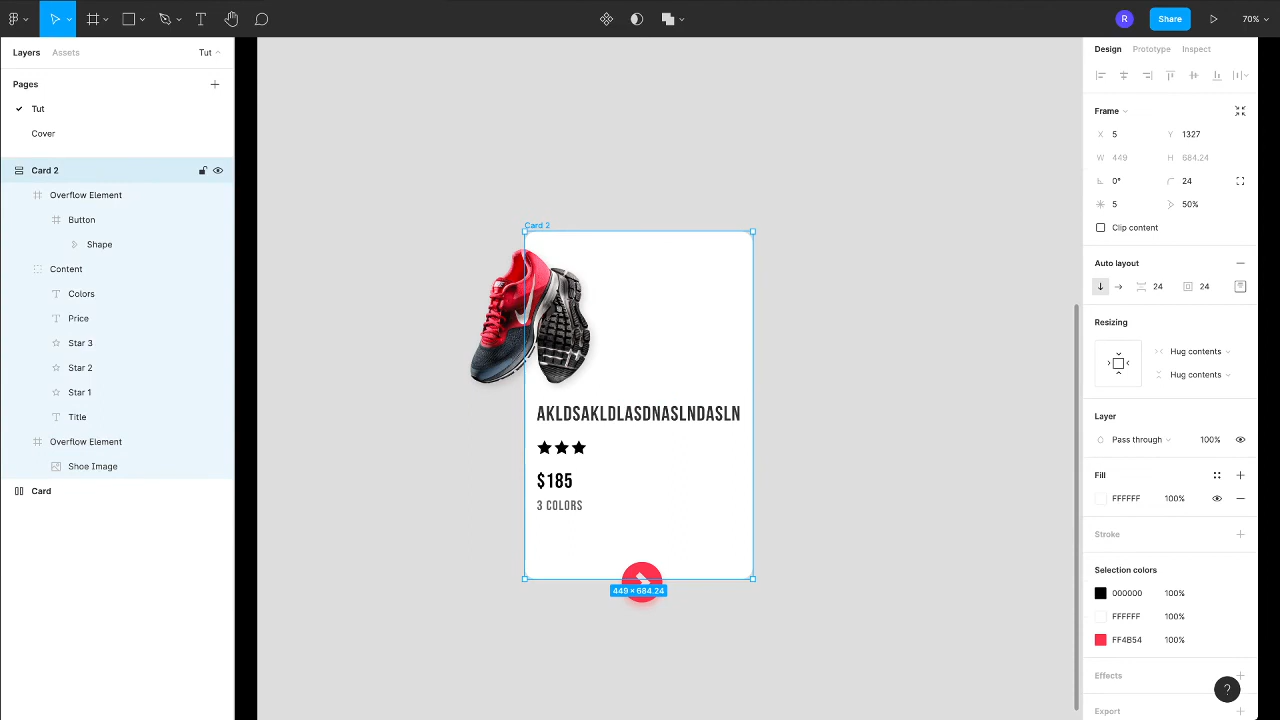 R
Share
70%
Layers
Assets
Tut
Pages
Tut
Cover
Card 2
Overflow Element
Button
Shape
Content
Colors
Price
Star 3
Star 2
Star 1
Title
Overflow Element
Shoe Image
Card
Card 2
AKLDSAKLDLASDNASLNDASLN
$185
3 COLORS
449 × 684.24
Design
Prototype
Inspect
Frame
X 5 Y 1327
W 449 H 684.24
0° 24
5 50%
Clip content
Auto layout
24 24
Resizing
Hug contents
Hug contents
Layer
Pass through 100%
Fill
FFFFFF 100%
Stroke
Selection colors
000000 100%
FFFFFF 100%
FF4B54 100%
Effects
Export
?